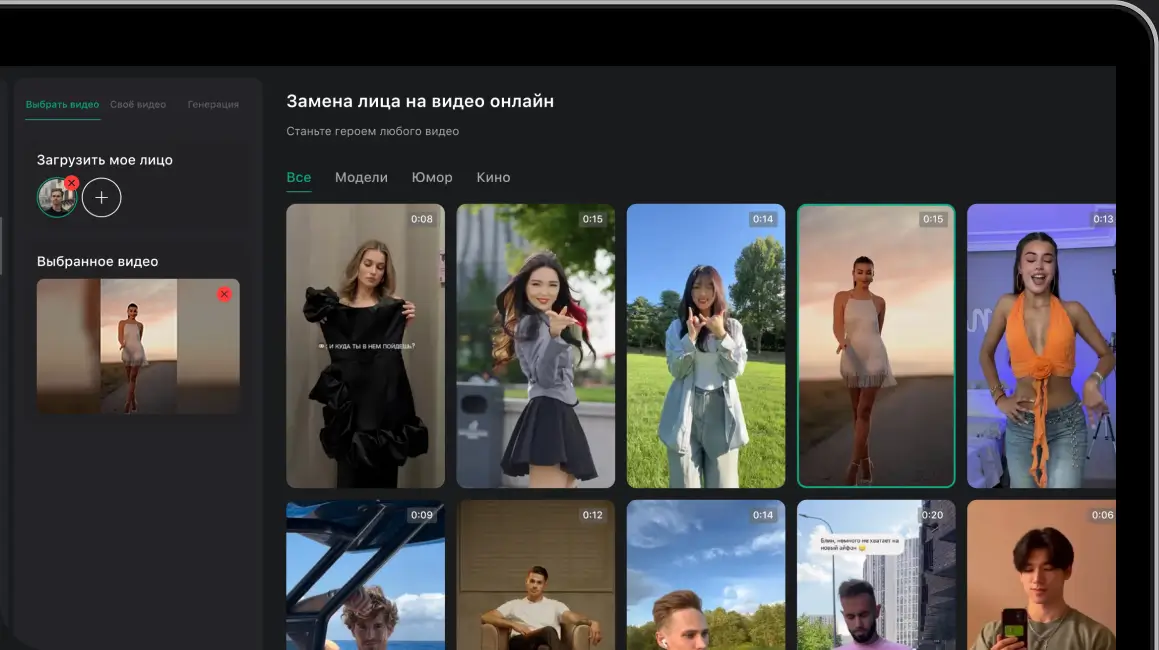 Выбрать видео
Своё видео
Генерация
Загрузить мое лицо
Выбранное видео
Замена лица на видео онлайн
Станьте героем любого видео
Все
Модели
Юмор
Кино
0:08
0:15
0:14
0:15
0:13
И КУДА ТЫ В НЕМ ПОЙДЕШЬ?
0:09
0:12
0:14
0:20
0:06
Блин, немного не хватает на
новый айфон 😔